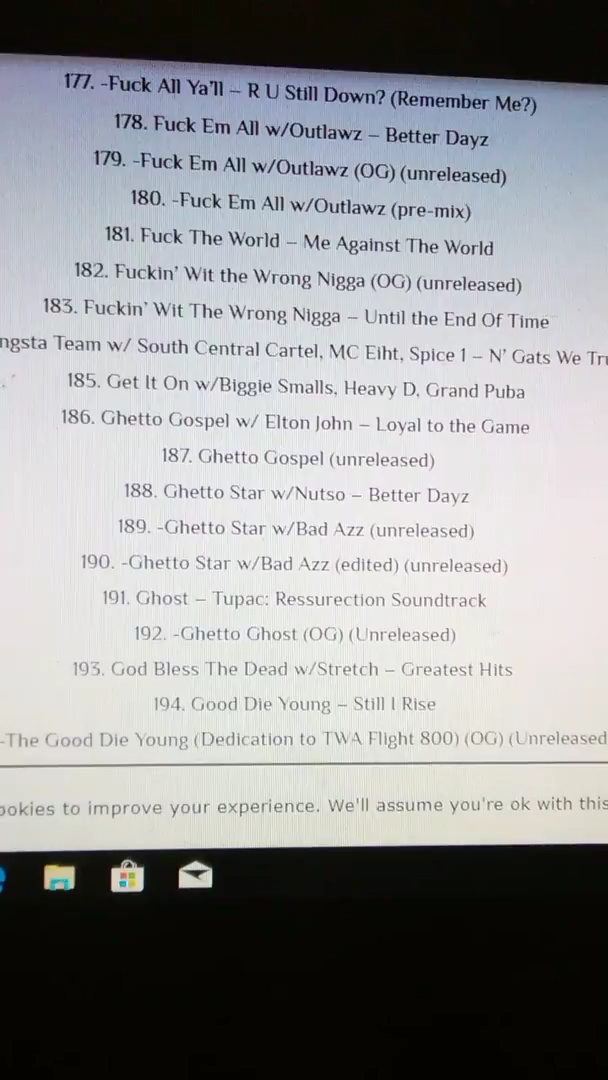 177. -Fuck All Ya'll – R U Still Down? (Remember Me?)
178. Fuck Em All w/Outlawz – Better Dayz
179. -Fuck Em All w/Outlawz (OG) (unreleased)
180. -Fuck Em All w/Outlawz (pre-mix)
181. Fuck The World – Me Against The World
182. Fuckin' Wit the Wrong Nigga (OG) (unreleased)
183. Fuckin' Wit The Wrong Nigga – Until the End Of Time
ngsta Team w/ South Central Cartel, MC Eiht, Spice 1 – N' Gats We Tru
185. Get It On w/Biggie Smalls, Heavy D, Grand Puba
186. Ghetto Gospel w/ Elton John – Loyal to the Game
187. Ghetto Gospel (unreleased)
188. Ghetto Star w/Nutso – Better Dayz
189. -Ghetto Star w/Bad Azz (unreleased)
190. -Ghetto Star w/Bad Azz (edited) (unreleased)
191. Ghost – Tupac: Ressurection Soundtrack
192. -Ghetto Ghost (OG) (Unreleased)
193. God Bless The Dead w/Stretch – Greatest Hits
194. Good Die Young – Still I Rise
-The Good Die Young (Dedication to TWA Flight 800) (OG) (Unreleased
ookies to improve your experience. We'll assume you're ok with this